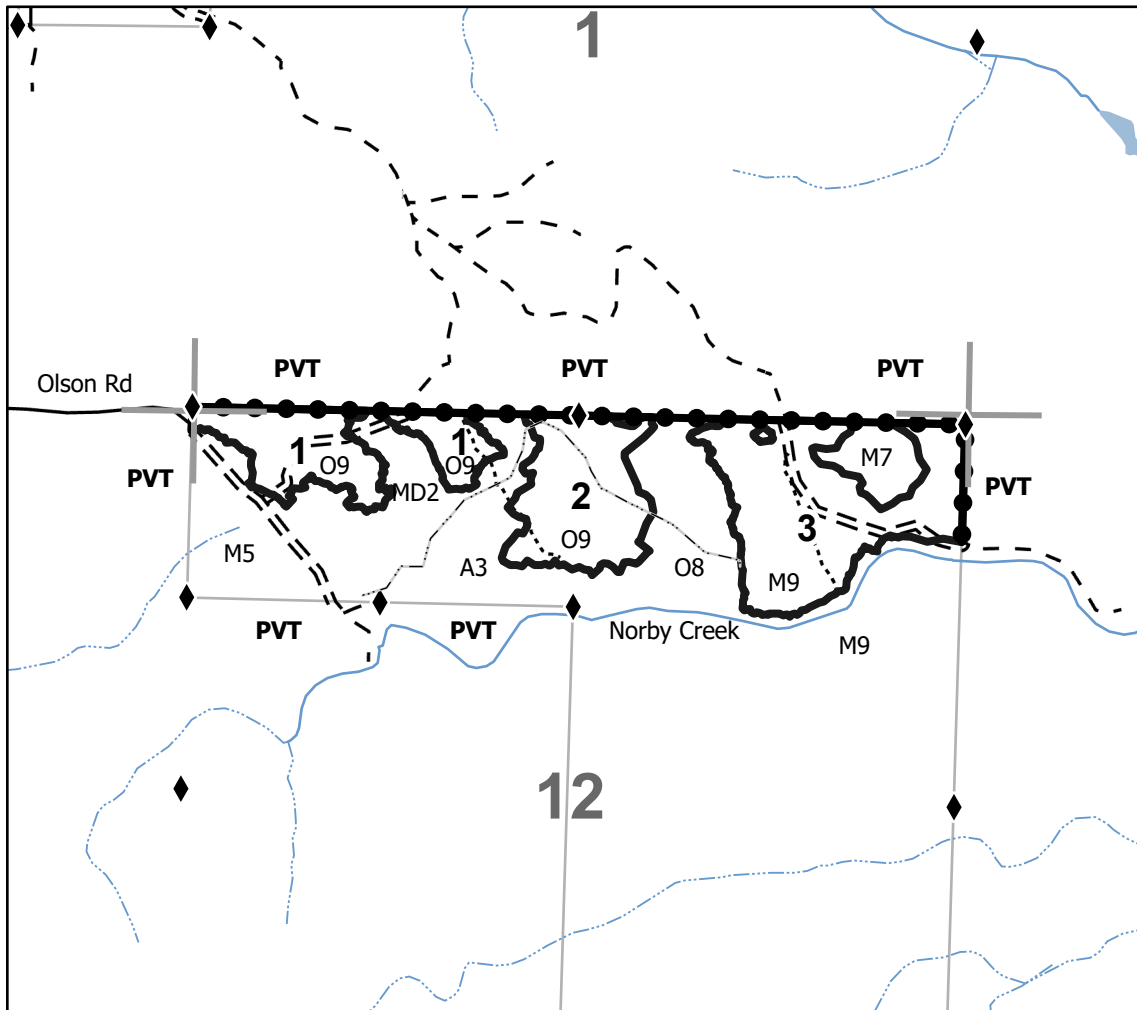 1
PVT
PVT
PVT
Olson Rd
1
1
M7
O9
O9
PVT
MD2
PVT
2
3
O9
M5
A3
O8
M9
PVT
PVT
Norby Creek
M9
12